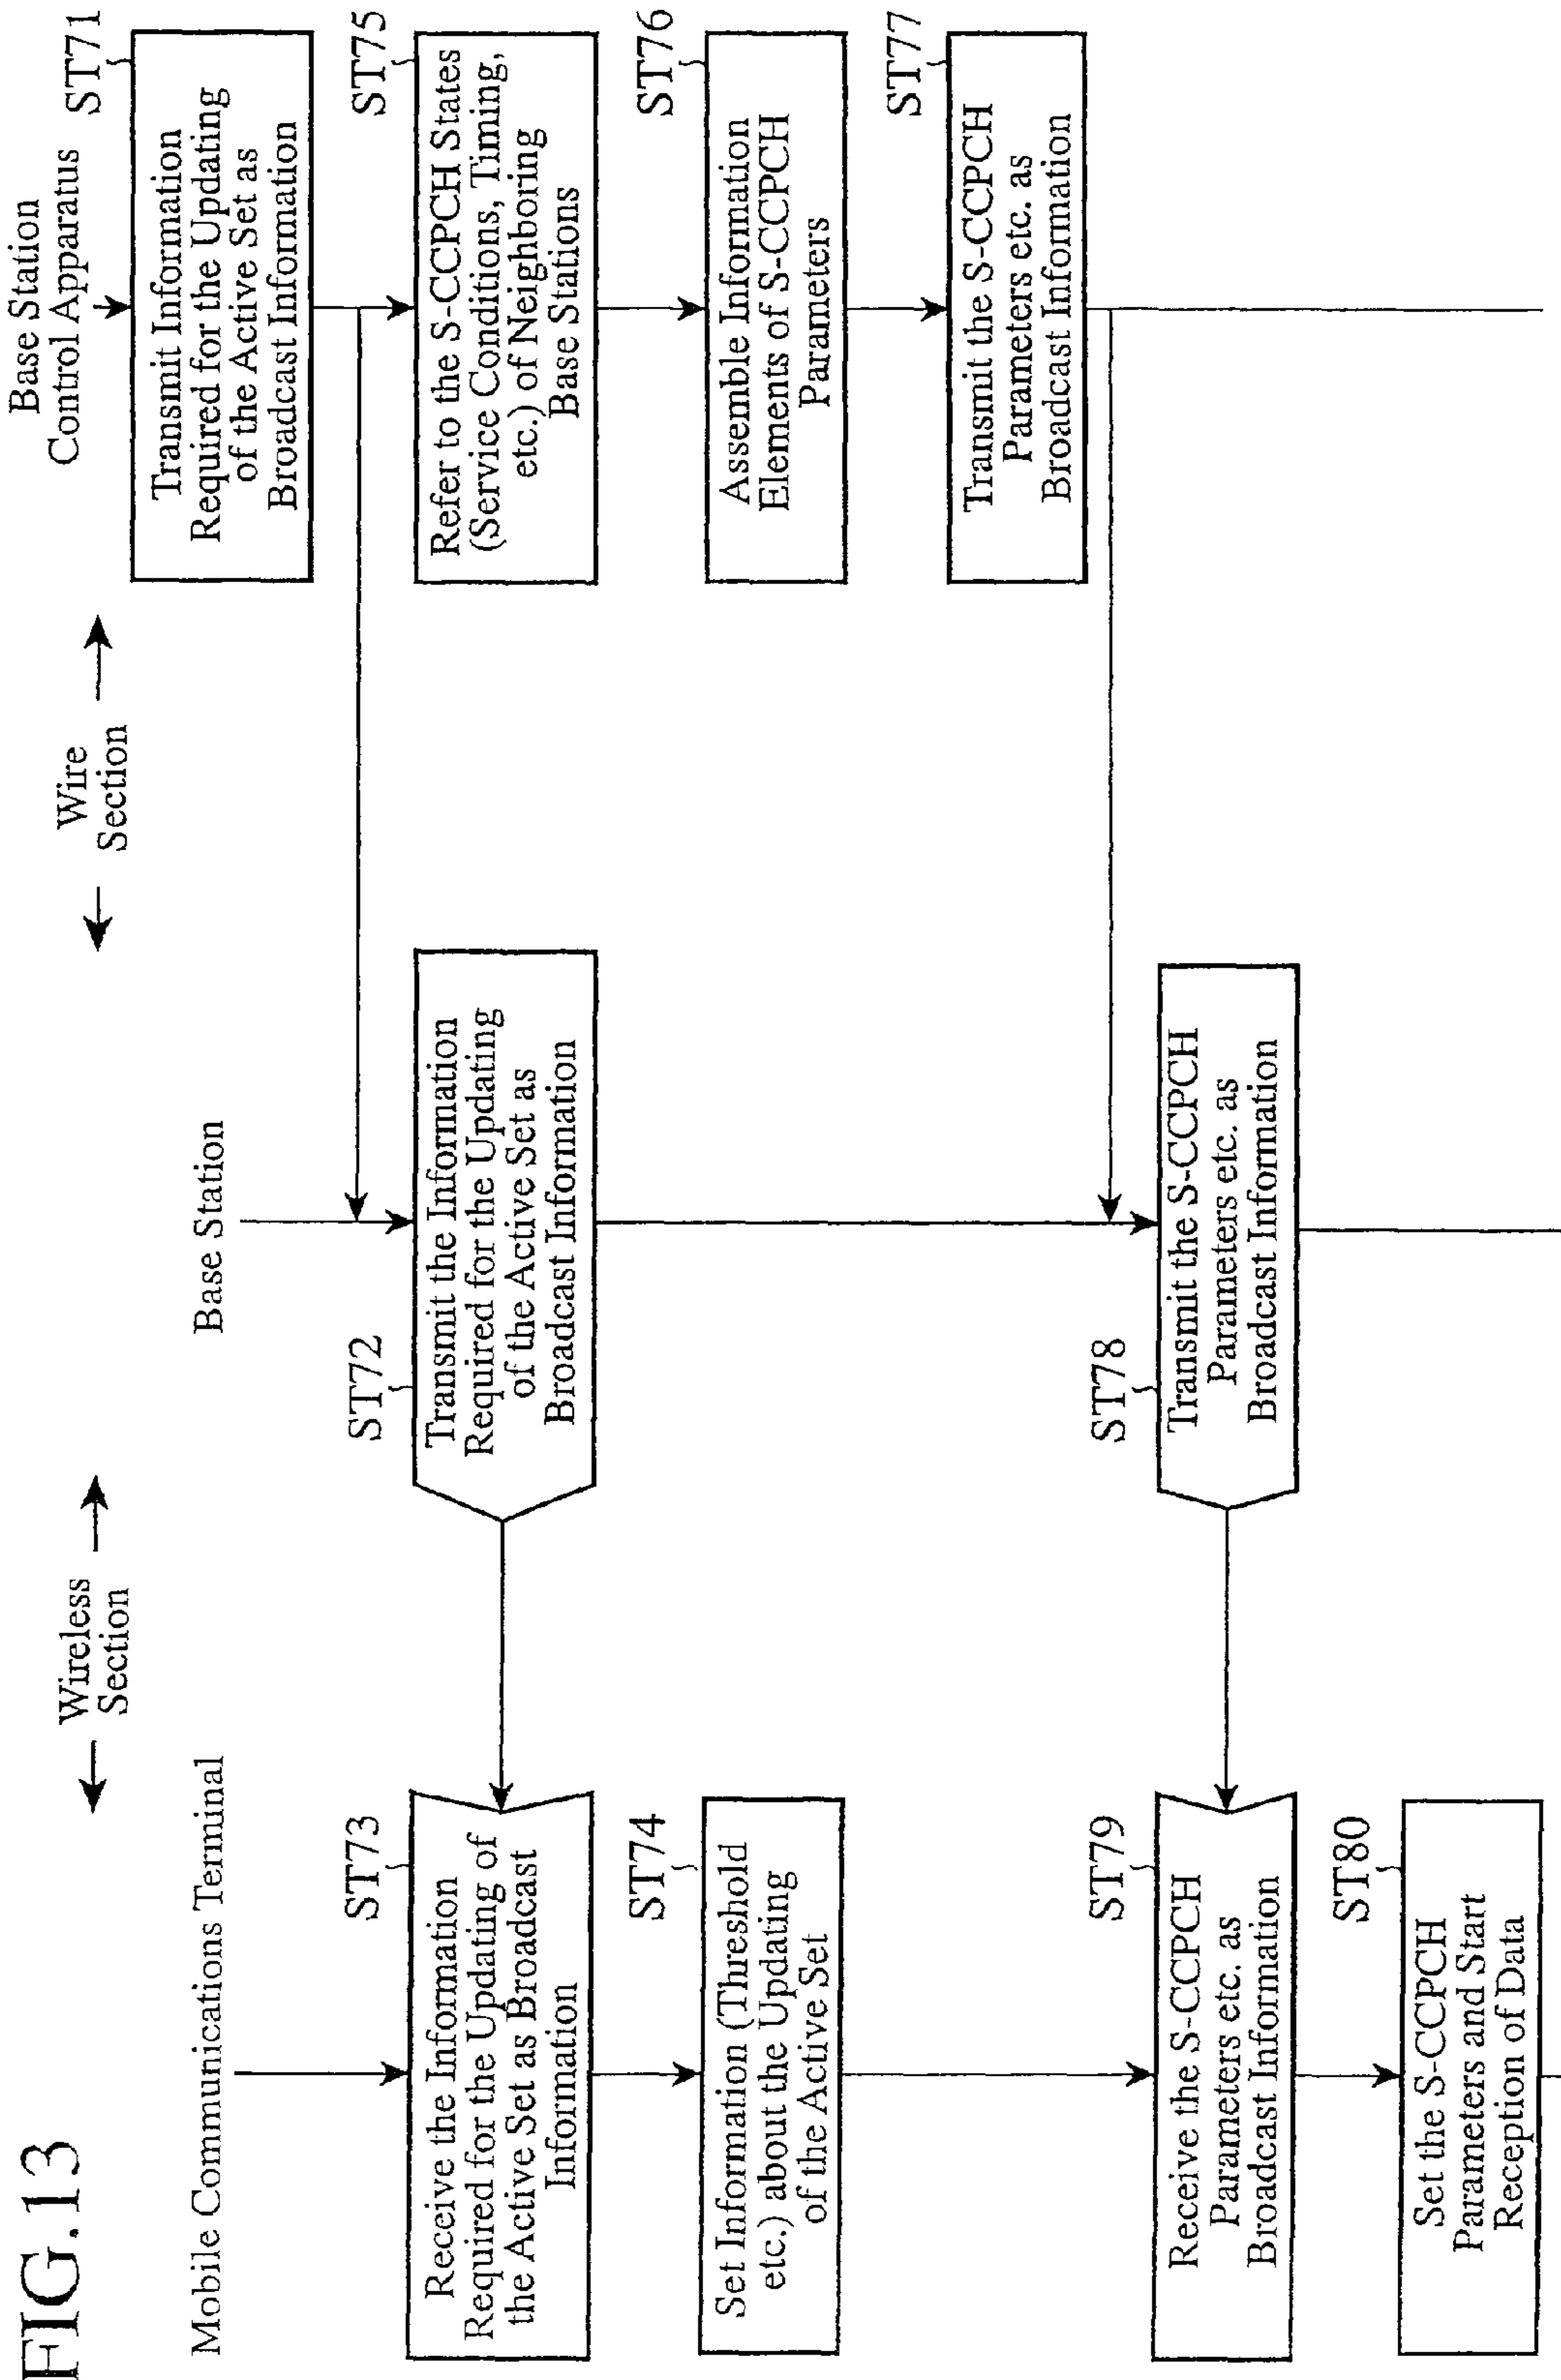 FIG.13
Mobile Communications Terminal
Wireless
Section
Base Station
Wire
Section
Base Station
Control Apparatus
ST71
Transmit Information
Required for the Updating
of the Active Set as
Broadcast Information
ST72
Transmit the Information
Required for the Updating
of the Active Set as
Broadcast Information
ST73
Receive the Information
Required for the Updating of
the Active Set as Broadcast
Information
ST74
Set Information (Threshold
etc.) about the Updating
of the Active Set
ST75
Refer to the S-CCPCH States
(Service Conditions, Timing,
etc.) of Neighboring
Base Stations
ST76
Assemble Information
Elements of S-CCPCH
Parameters
ST77
Transmit the S-CCPCH
Parameters etc. as
Broadcast Information
ST78
Transmit the S-CCPCH
Parameters etc. as
Broadcast Information
ST79
Receive the S-CCPCH
Parameters etc. as
Broadcast Information
ST80
Set the S-CCPCH
Parameters and Start
Reception of Data